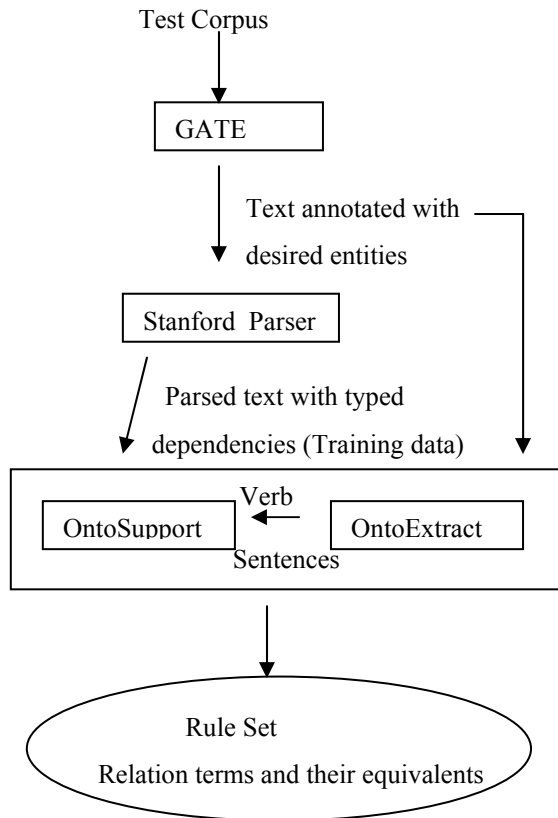 Test Corpus
GATE
Text annotated with
desired entities
Stanford Parser
Parsed text with typed
dependencies (Training data)
Verb
OntoSupport
OntoExtract
Sentences
Rule Set
Relation terms and their equivalents